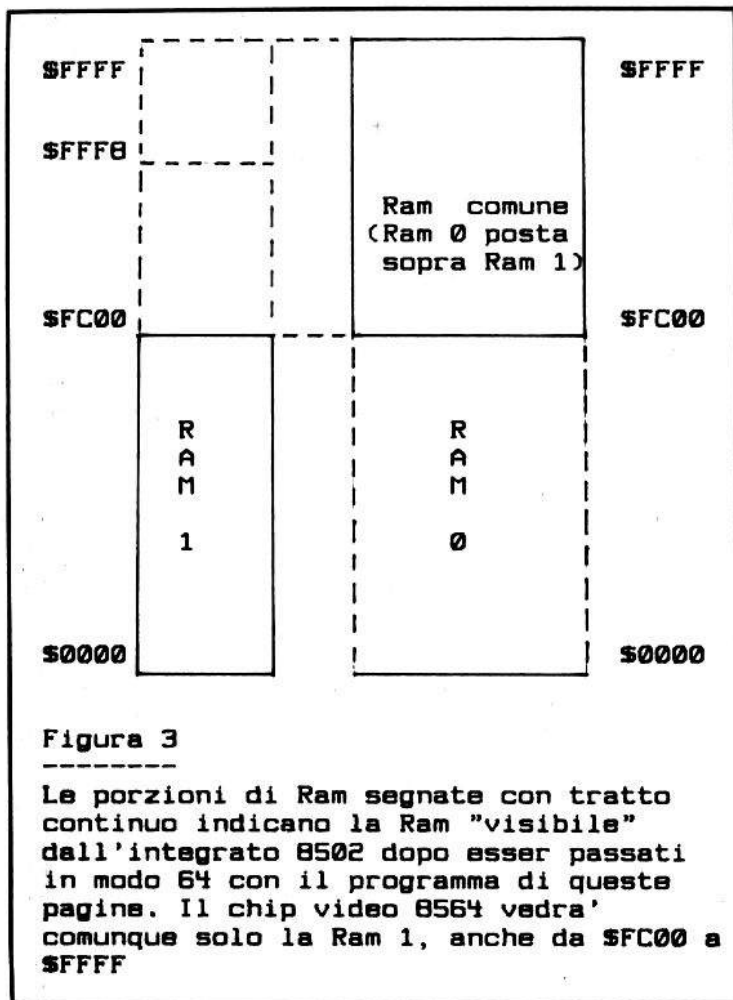 $FFFF $FFFF
$FFF8
Ram comune
(Ram 0 posta
sopra Ram 1)
$FC00 $FC00
R R
A A
M M
1 0
$0000 $0000
Figura 3
--------
Le porzioni di Ram segnate con tratto
continuo indicano la Ram "visibile"
dall'integrato 8502 dopo esser passati
in modo 64 con il programma di queste
pagine. Il chip video 8564 vedra'
comunque solo la Ram 1, anche da $FC00 a
$FFFF